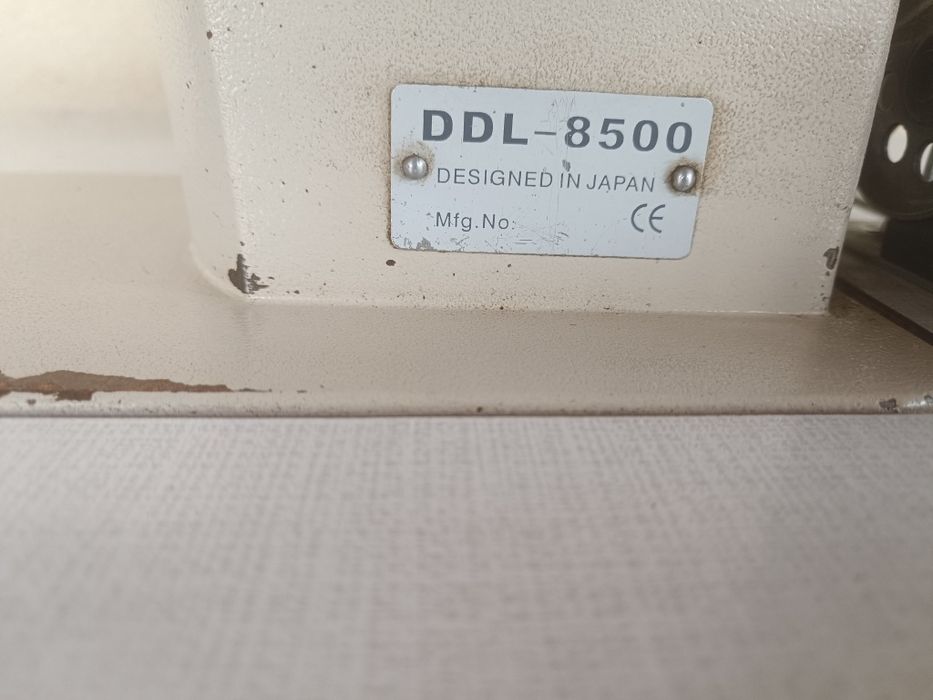 DDL-8500
DESIGNED IN JAPAN
Mfg.No.
CE